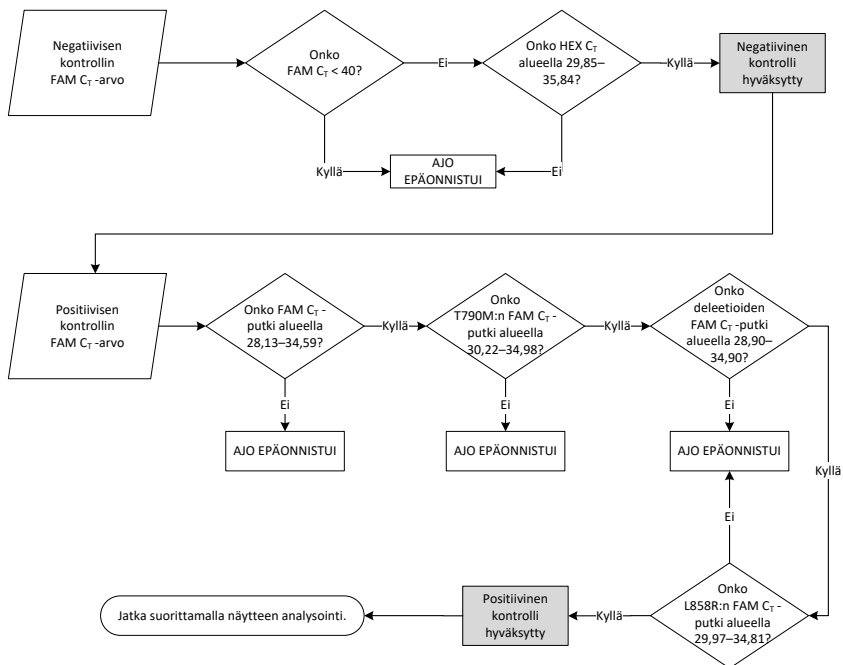 Negatiivisen
kontrollin
FAM CT -arvo
Onko
FAM CT < 40?
Ei
Onko HEX CT
alueella 29,85–
35,84?
Kyllä
Negatiivinen
kontrolli
hyväksytty
Kyllä
AJO
EPÄONNISTUI
Ei
Positiivisen
kontrollin
FAM CT -arvo
Onko FAM CT -
putki alueella
28,13–34,59?
Kyllä
Onko
T790M:n FAM CT -
putki alueella
30,22–34,98?
Kyllä
Onko
deleetioiden
FAM CT -putki
alueella 28,90–
34,90?
Ei
Ei
Ei
AJO EPÄONNISTUI
AJO EPÄONNISTUI
AJO EPÄONNISTUI
Kyllä
Ei
Jatka suorittamalla näytteen analysointi.
Positiivinen
kontrolli
hyväksytty
Kyllä
Onko
L858R:n FAM CT -
putki alueella
29,97–34,81?